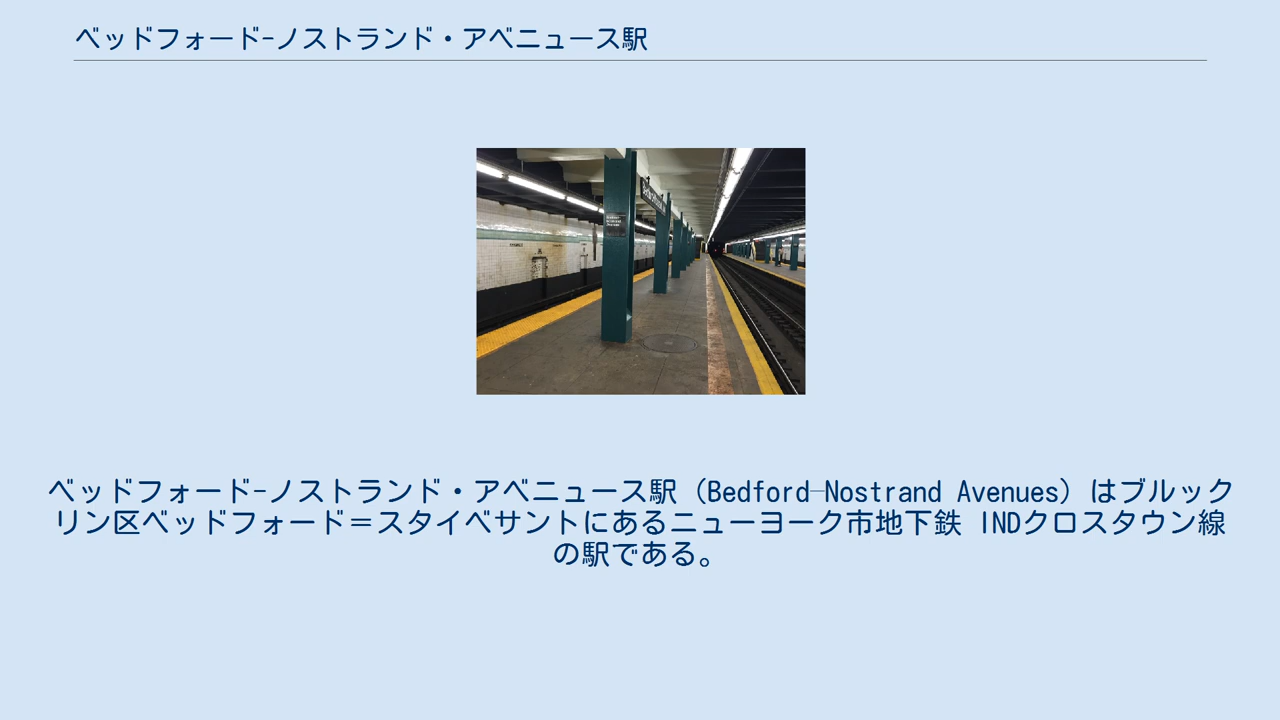 ベッドフォード-ノストランド・アベニュース駅
ベッドフォード-ノストランド・アベニュース駅（Bedford–Nostrand Avenues）はブルック
リン区ベッドフォード＝スタイベサントにあるニューヨーク市地下鉄 INDクロスタウン線
の駅である。